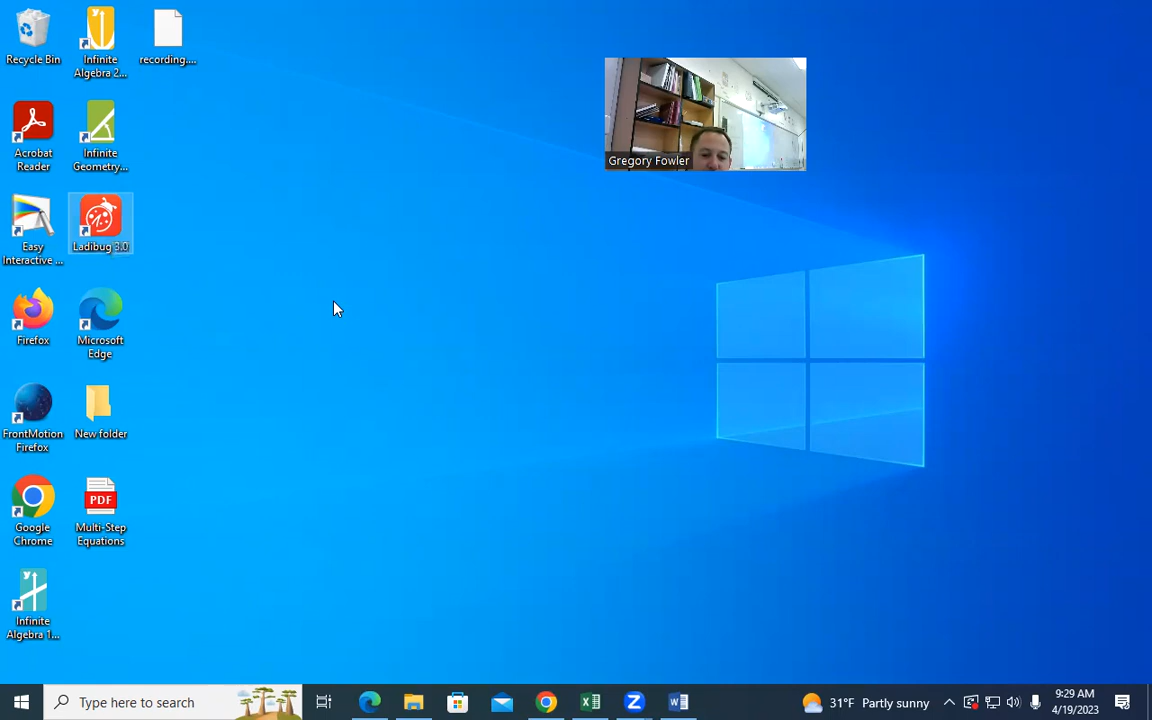 Recycle Bin
Infinite
Algebra 2...
recording....
Acrobat
Reader
Infinite
Geometry...
Easy
Interactive ...
Ladibug 3.0
Firefox
Microsoft
Edge
FrontMotion
Firefox
New folder
Google
Chrome
PDF
Multi-Step
Equations
Infinite
Algebra 1...
Gregory Fowler
Type here to search
31°F Partly sunny
9:29 AM
4/19/2023